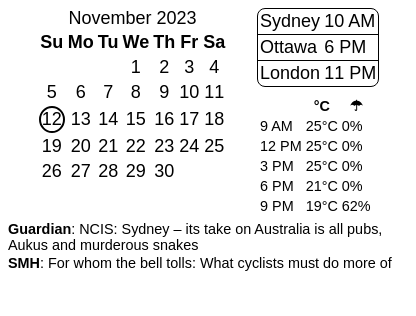 November 2023
Su Mo Tu We Th Fr Sa
1 2 3 4
5 6 7 8 9 10 11
12 13 14 15 16 17 18
19 20 21 22 23 24 25
26 27 28 29 30
Sydney 10 AM
Ottawa 6 PM
London 11 PM
°C ☂
9 AM 25°C 0%
12 PM 25°C 0%
3 PM 25°C 0%
6 PM 21°C 0%
9 PM 19°C 62%
Guardian: NCIS: Sydney – its take on Australia is all pubs,
Aukus and murderous snakes
SMH: For whom the bell tolls: What cyclists must do more of